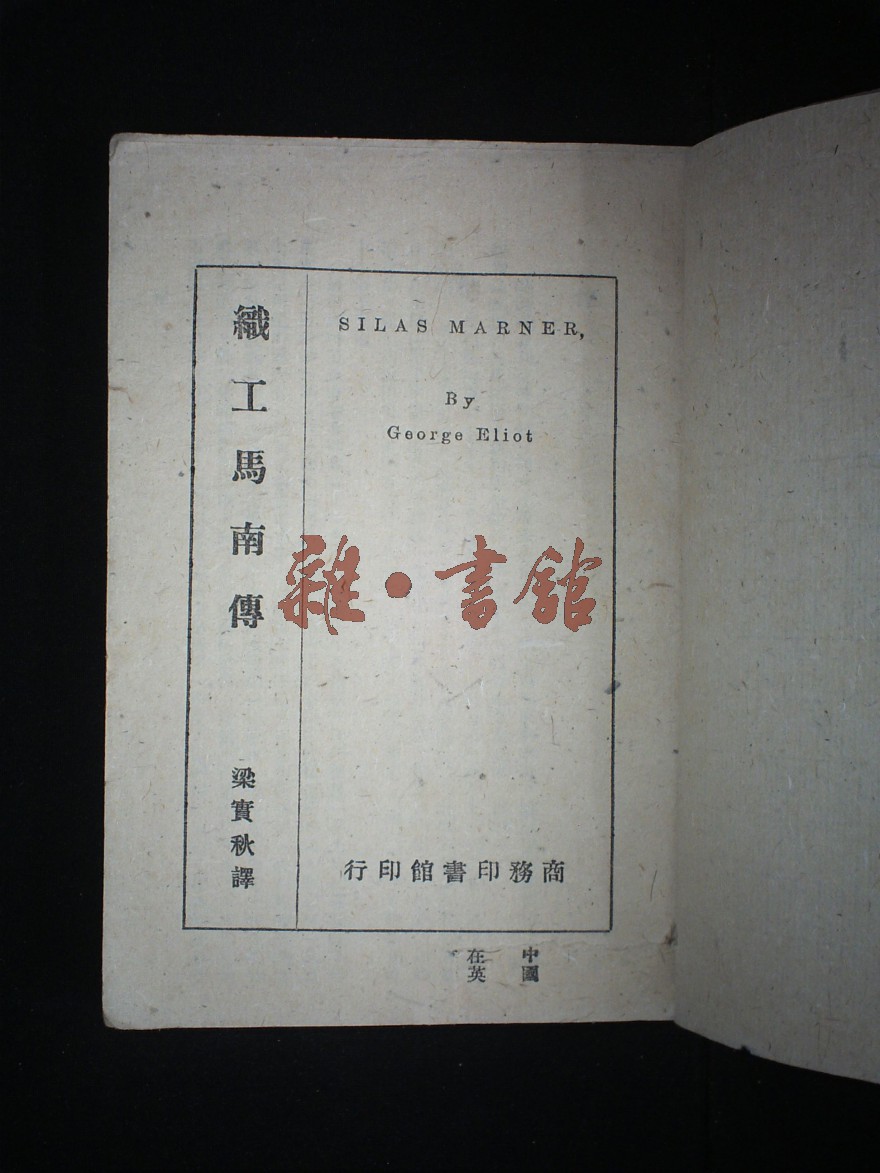 織工馬南傳
梁實秋譯
SILAS MARNER,
By
George Eliot
雜·書館
行印館書印務商
中國
在英